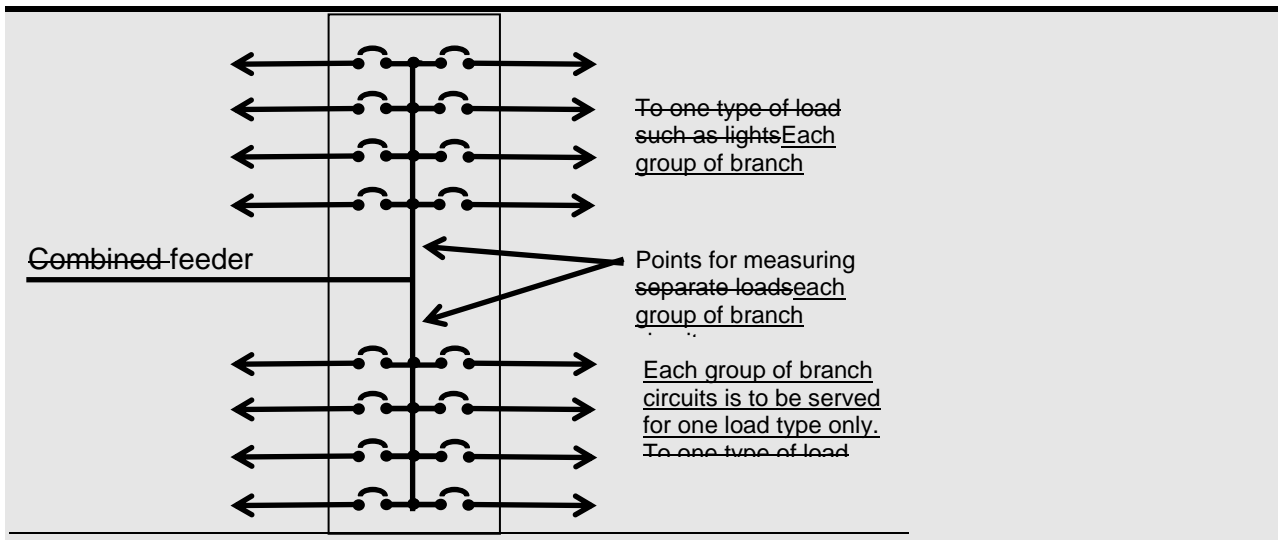 To one type of load
such as lightsEach
group of branch
Combined feeder
Points for measuring
separate loadseach
group of branch
Each group of branch
circuits is to be served
for one load type only.
To one type of load